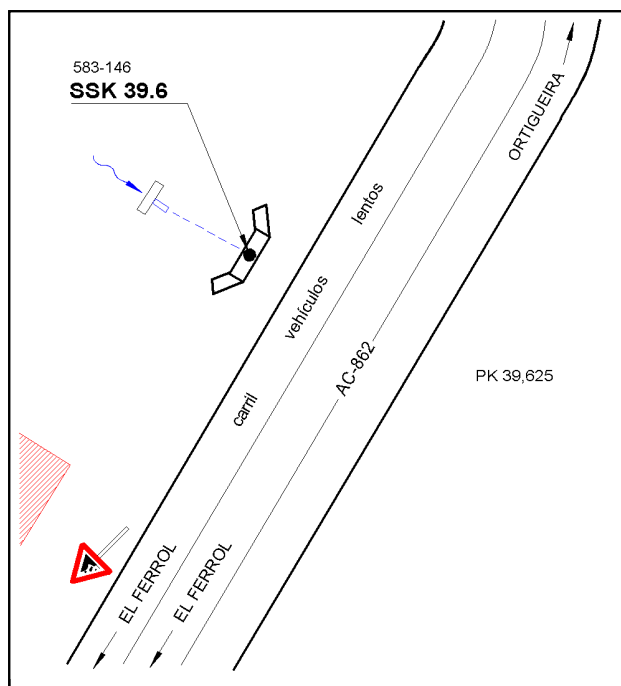 583-146
SSK 39.6
ORTIGUEIRA
carril vehículos lentos
AC-862
PK 39,625
EL FERROL
EL FERROL